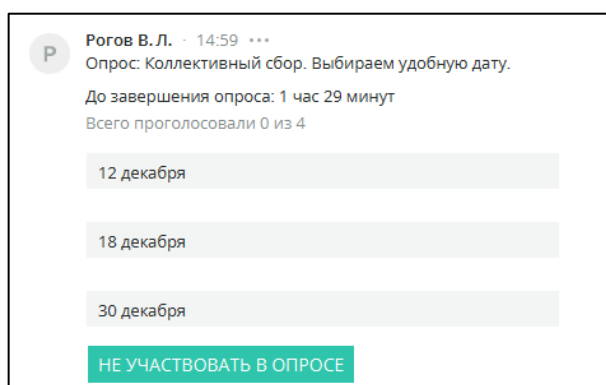 Р
Рогов В. Л. · 14:59 ···
Опрос: Коллективный сбор. Выбираем удобную дату.
До завершения опроса: 1 час 29 минут
Всего проголосовали 0 из 4
12 декабря
18 декабря
30 декабря
НЕ УЧАСТВОВАТЬ В ОПРОСЕ